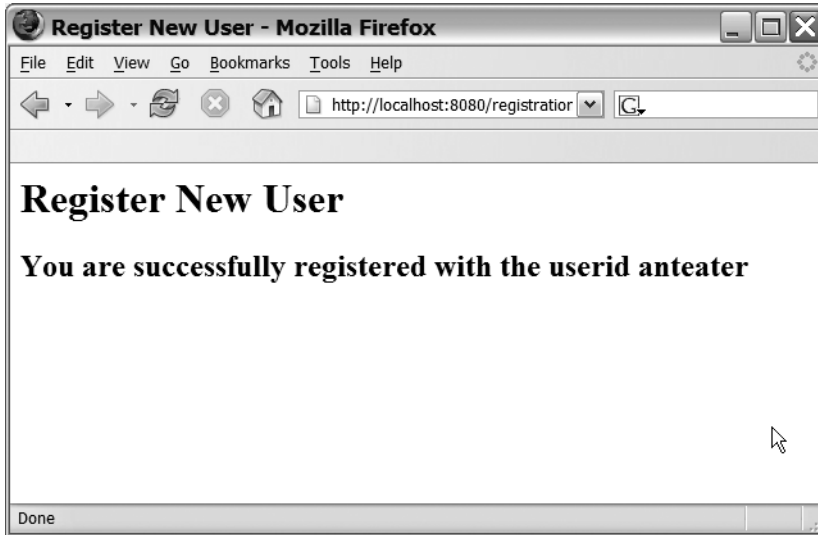 Register New User - Mozilla Firefox
File Edit View Go Bookmarks Tools Help
http://localhost:8080/registration
G
Register New User
You are successfully registered with the userid anteater
Done